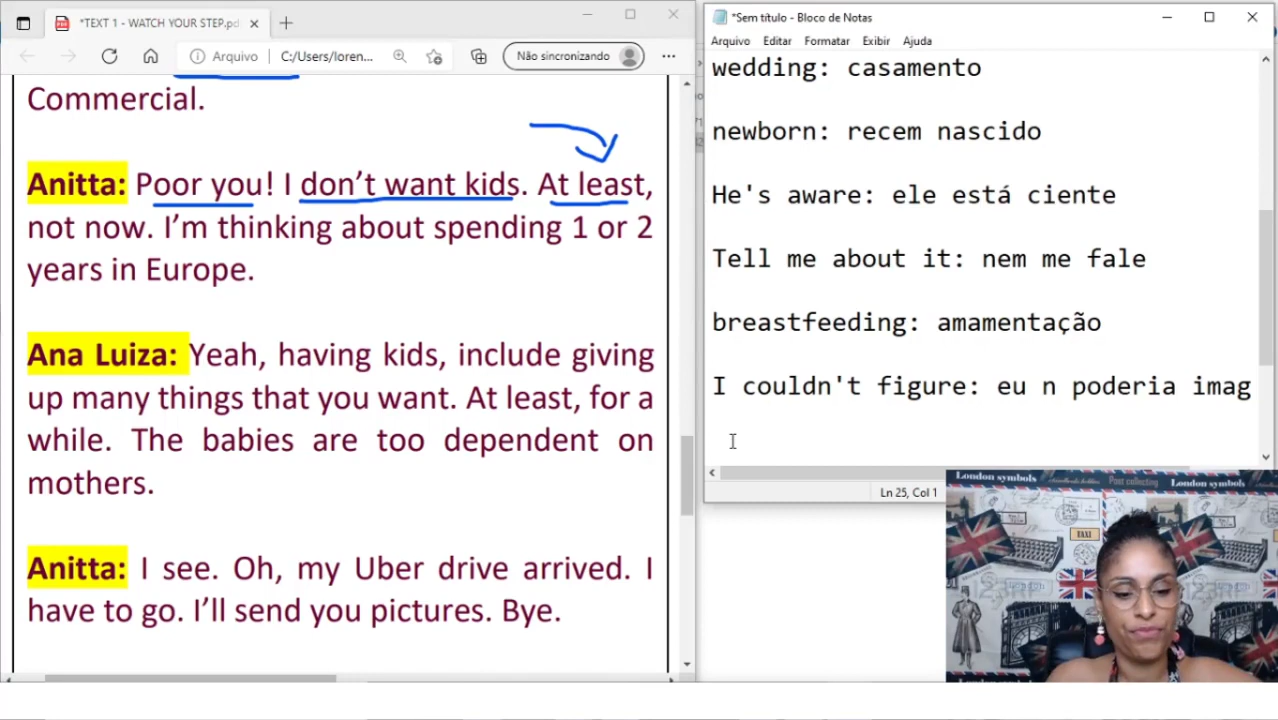 *TEXT 1 - WATCH YOUR STEP.pd
Arquivo
C:/Users/loren...
Não sincronizando
Commercial.
Anitta: Poor you! I don't want kids. At least,
not now. I'm thinking about spending 1 or 2
years in Europe.
Ana Luiza: Yeah, having kids, include giving
up many things that you want. At least, for a
while. The babies are too dependent on
mothers.
Anitta: I see. Oh, my Uber drive arrived. I
have to go. I'll send you pictures. Bye.
*Sem título - Bloco de Notas
Arquivo Editar Formatar Exibir Ajuda
wedding: casamento
newborn: recem nascido
He's aware: ele está ciente
Tell me about it: nem me fale
breastfeeding: amamentação
I couldn't figure: eu n poderia imag
Ln 25, Col 1
London symbols Post collecting London symbols
TAXI